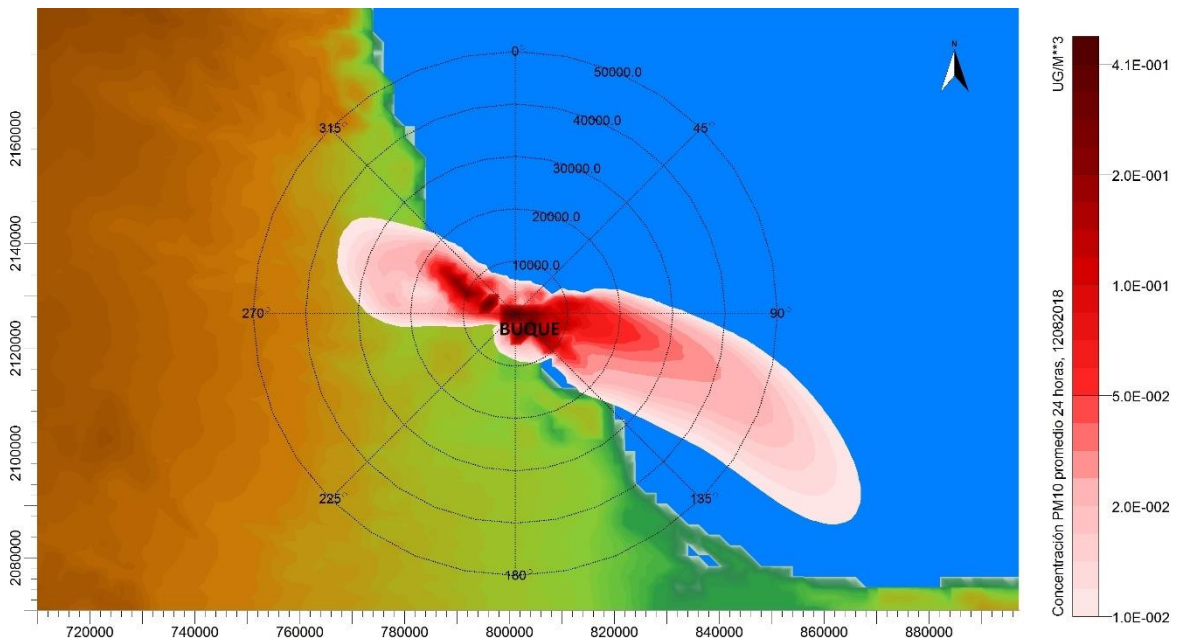 N
0°
50000.0
40000.0
315°
45°
30000.0
20000.0
10000.0
270°
90°
BUQUE
225°
135°
180°
2160000
2140000
2120000
2100000
2080000
720000 740000 760000 780000 800000 820000 840000 860000 880000
UG/M**3
Concentración PM10 promedio 24 horas, 12082018
4.1E-001
2.0E-001
1.0E-001
5.0E-002
2.0E-002
1.0E-002